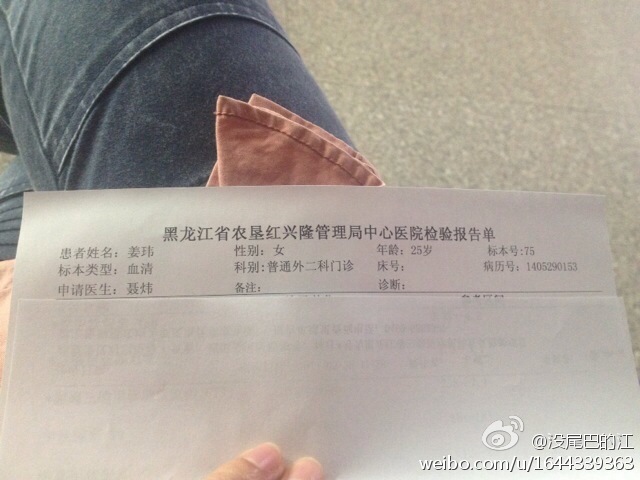 黑龙江省农垦红兴隆管理局中心医院检验报告单
患者姓名：姜玮 性别：女 年龄：25岁 标本号：75
标本类型：血清 科别：普通外二科门诊 床号： 病历号：1405290153
申请医生：聂炜 备注： 诊断：
@没尾巴的江
weibo.com/u/1644339363